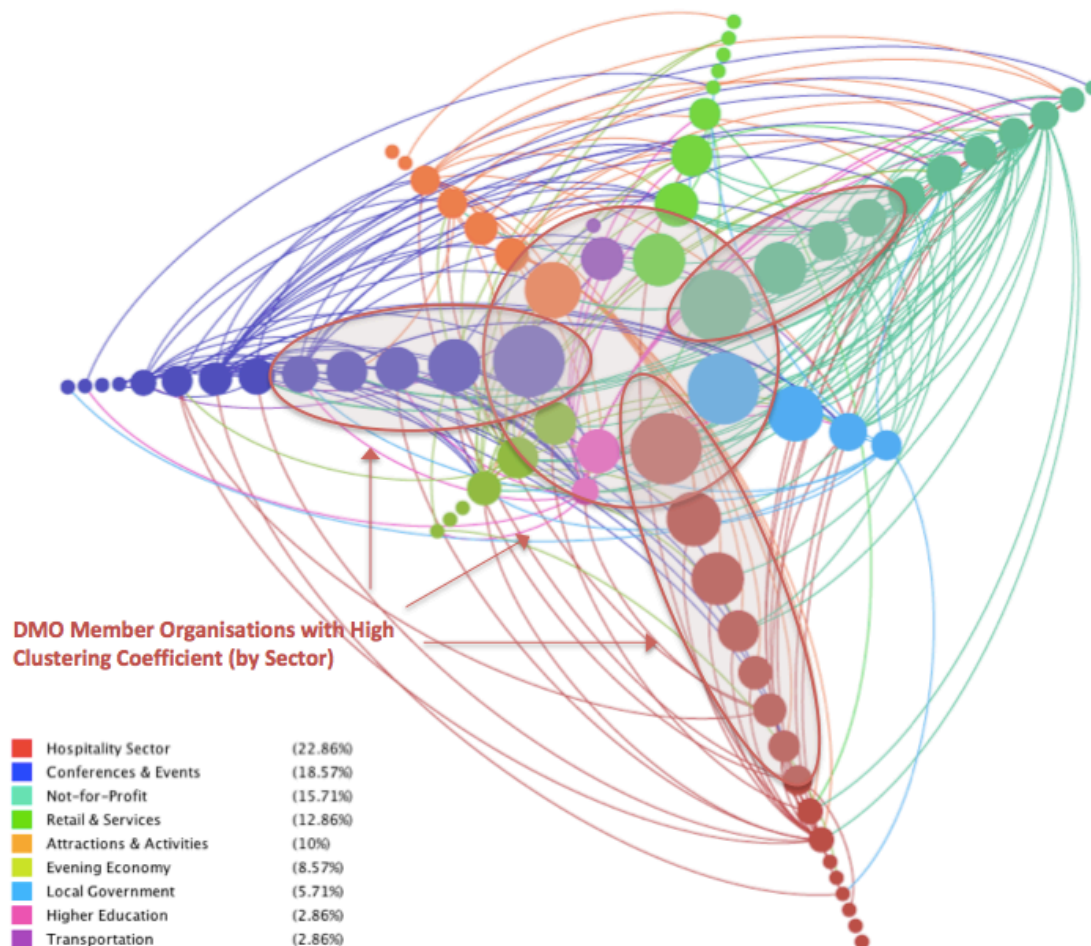 DMO Member Organisations with High
Clustering Coefficient (by Sector)
Hospitality Sector (22.86%)
Conferences & Events (18.57%)
Not-for-Profit (15.71%)
Retail & Services (12.86%)
Attractions & Activities (10%)
Evening Economy (8.57%)
Local Government (5.71%)
Higher Education (2.86%)
Transportation (2.86%)